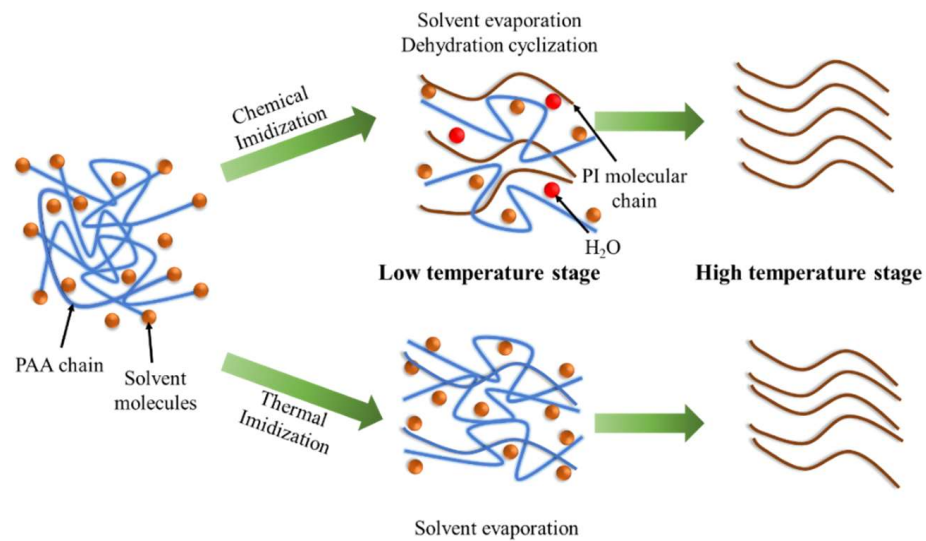 Solvent evaporation
Dehydration cyclization
Chemical
Imidization
PI molecular
chain
H₂O
Low temperature stage
High temperature stage
PAA chain
Solvent
molecules
Thermal
Imidization
Solvent evaporation